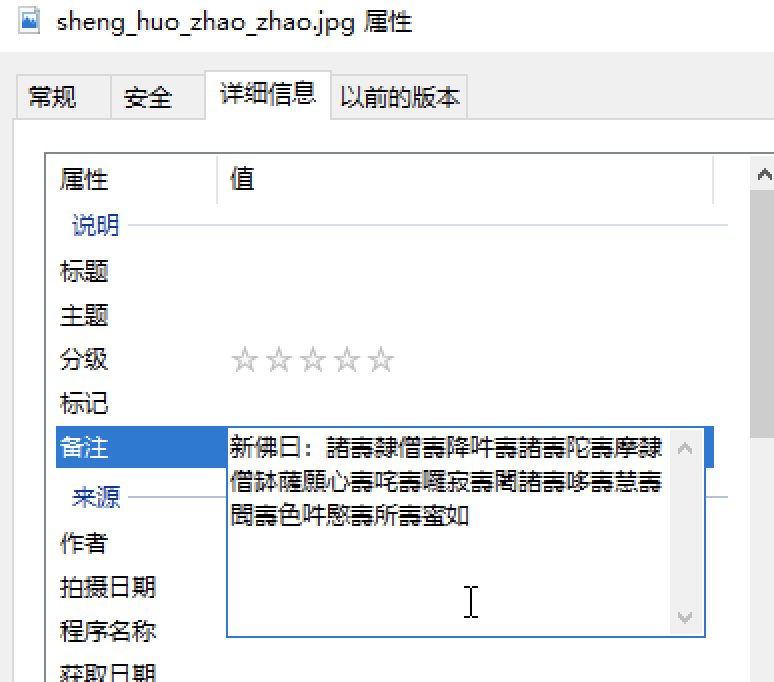 sheng_huo_zhao_zhao.jpg 属性
常规 安全 详细信息 以前的版本
属性 值
说明
标题
主题
分级
标记
备注 新佛曰：諸壽隸僧壽降吽壽諸壽陀壽摩隸
僧缽薩願心壽咤壽囉寂壽闍諸壽哆壽慧壽
聞壽色吽愍壽所壽蜜如
来源
作者
拍摄日期
程序名称
获取日期